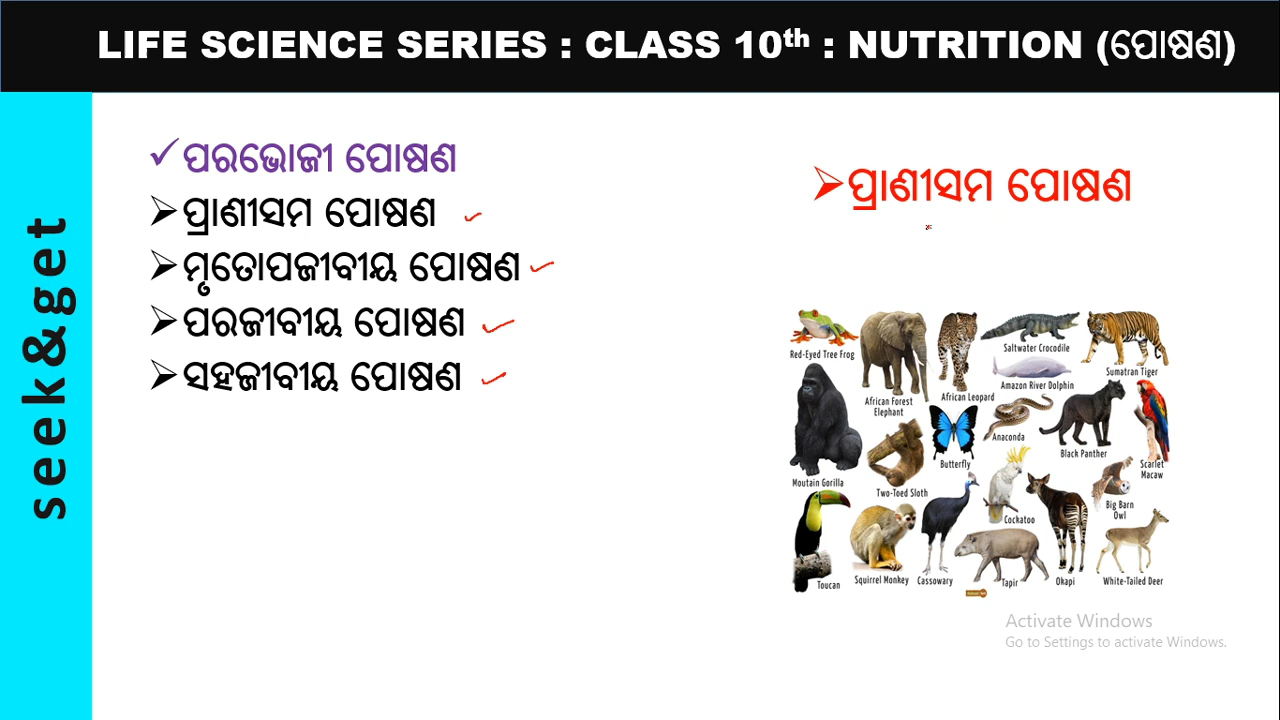 LIFE SCIENCE SERIES : CLASS 10th : NUTRITION (ପୋଷଣ)
seek&get
✓ପରଭୋଜୀ ପୋଷଣ
➢ପ୍ରାଣୀସମ ପୋଷଣ
➢ମୃତୋପଜୀବୀୟ ପୋଷଣ
➢ପରଜୀବୀୟ ପୋଷଣ
➢ସହଜୀବୀୟ ପୋଷଣ
➢ପ୍ରାଣୀସମ ପୋଷଣ
Red-Eyed Tree Frog
African Forest
Elephant
African Leopard
Saltwater Crocodile
Amazon River Dolphin
Sumatran Tiger
Moutain Gorilla
Two-Toed Sloth
Butterfly
Anaconda
Black Panther
Scarlet
Macaw
Toucan
Squirrel Monkey
Cassowary
Cockatoo
Tapir
Okapi
Big Barn
Owl
White-Tailed Deer
Activate Windows
Go to Settings to activate Windows.